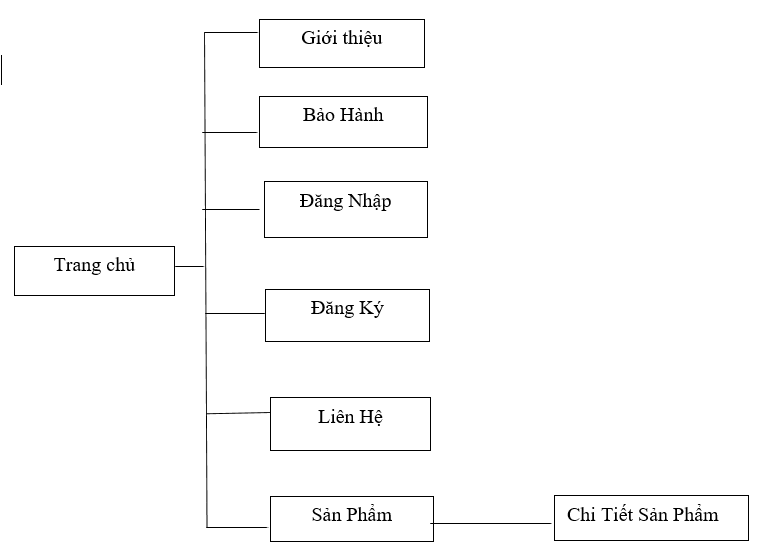 Giới thiệu
Bảo Hành
Đăng Nhập
Trang chủ
Đăng Ký
Liên Hệ
Sản Phẩm
Chi Tiết Sản Phẩm